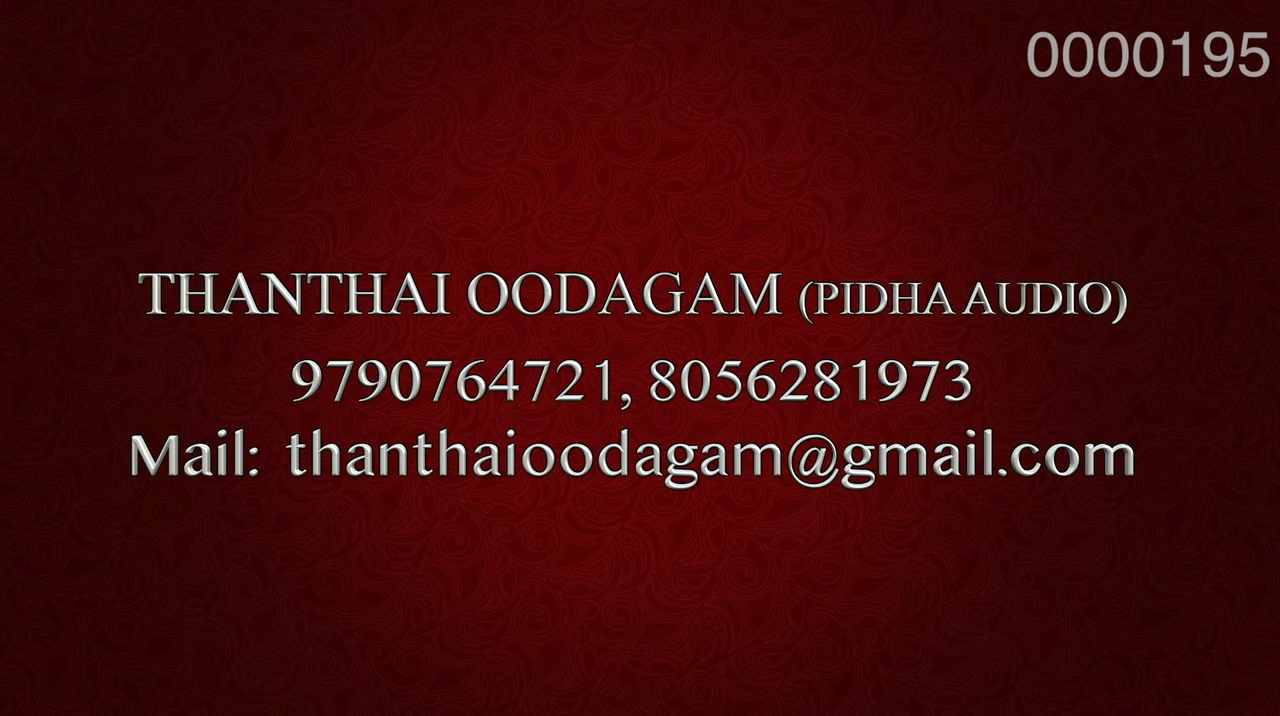 0000195
THANTHAI OODAGAM (PIDHA AUDIO)
9790764721, 8056281973
Mail: thanthaioodagam@gmail.com